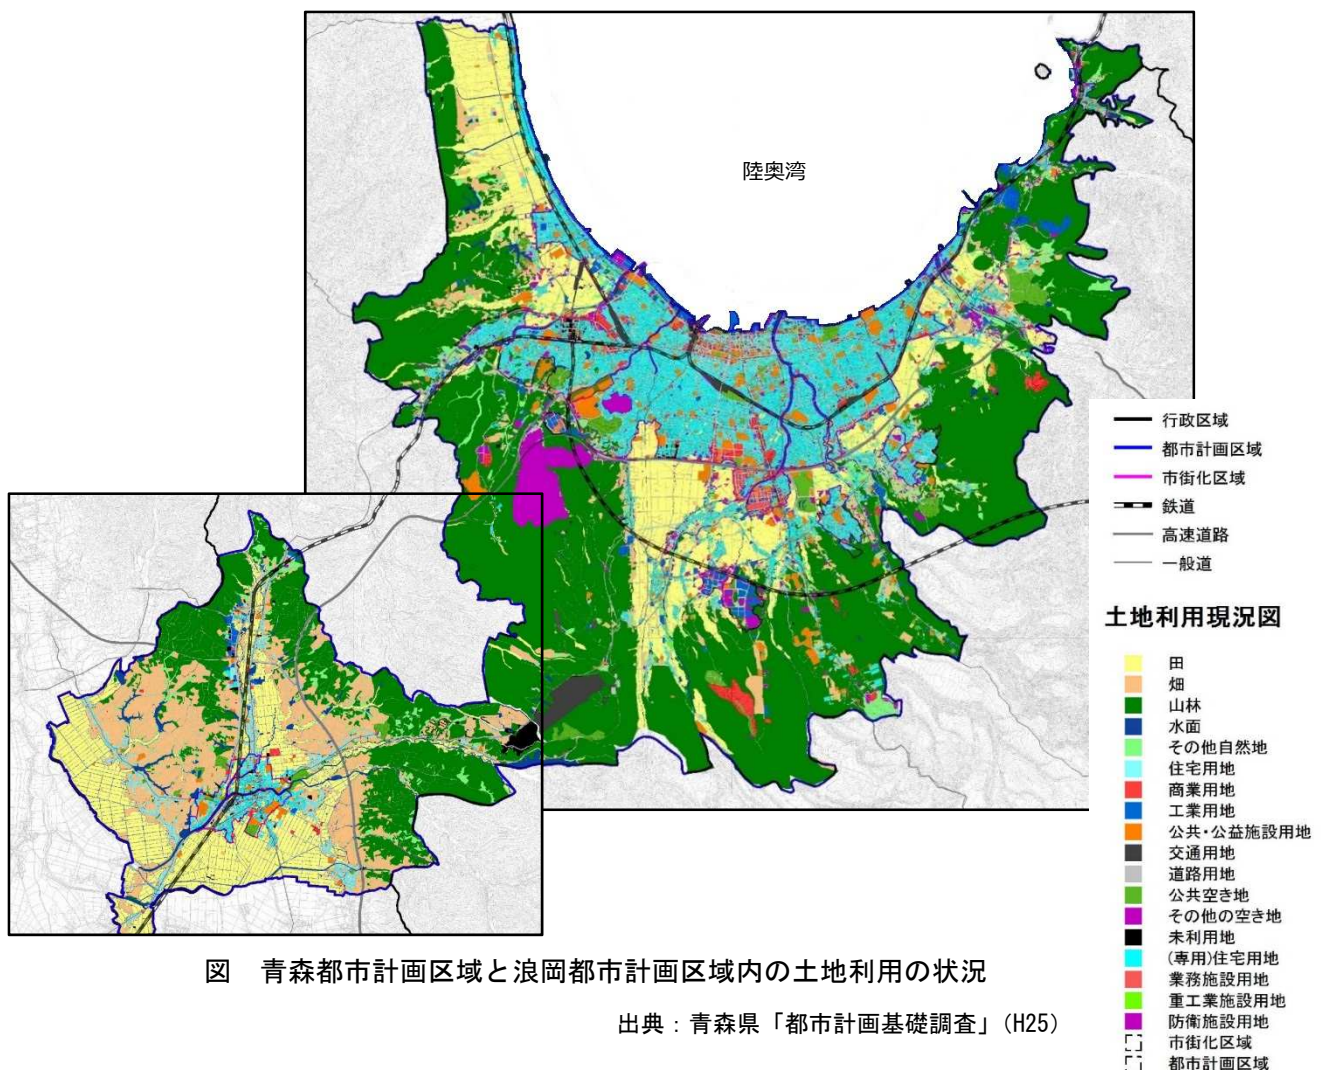 陸奥湾
行政区域
都市計画区域
市街化区域
鉄道
高速道路
一般道
土地利用現況図
田
畑
山林
水面
その他自然地
住宅用地
商業用地
工業用地
公共・公益施設用地
交通用地
道路用地
公共空き地
その他の空き地
未利用地
(専用)住宅用地
業務施設用地
重工業施設用地
防衛施設用地
市街化区域
都市計画区域
図　青森都市計画区域と浪岡都市計画区域内の土地利用の状況
出典：青森県「都市計画基礎調査」(H25)